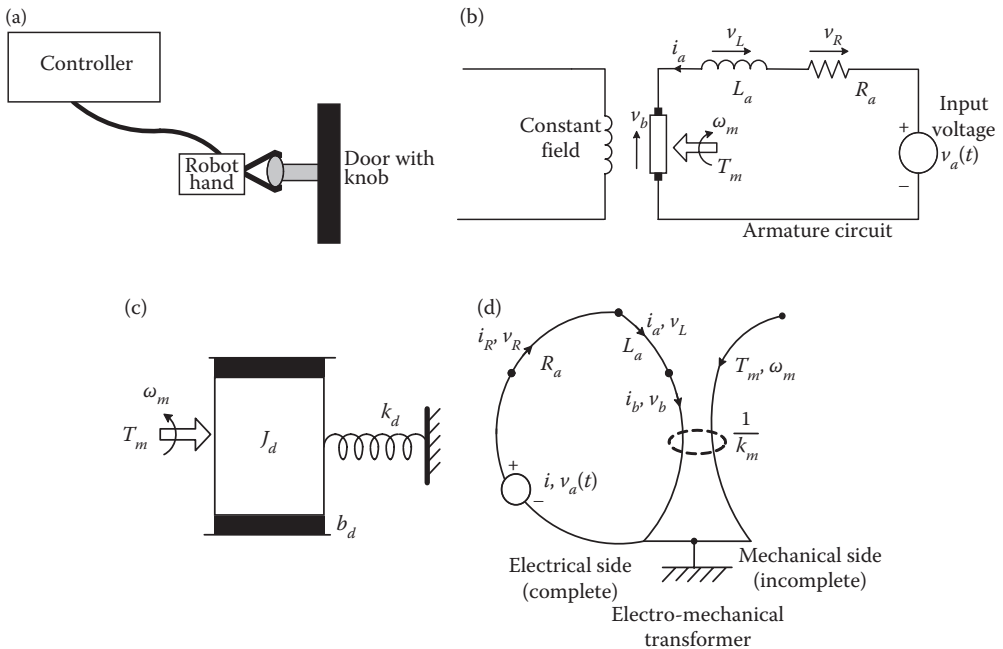 (a)
Controller
Robot
hand
Door with
knob
(b)
v_L
v_R
i_a
L_a
R_a
Constant
field
v_b
ω_m
T_m
Input
voltage
v_a(t)
+
−
Armature circuit
(c)
ω_m
T_m
J_d
k_d
b_d
(d)
i_R, v_R
R_a
i_a, v_L
L_a
i_b, v_b
T_m, ω_m
1
k_m
+
−
i, v_a(t)
Electrical side
(complete)
Mechanical side
(incomplete)
Electro-mechanical
transformer